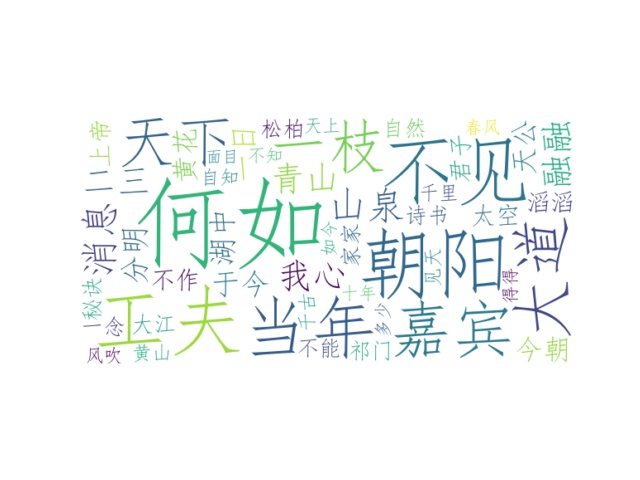 何如
朝阳
不见
天下
一枝
工夫
当年
嘉宾
大道
消息
融融
我心
山泉
湖中
青山
黄花
分明
于今
不作
二三
上帝
一日
松柏
天上
自然
春风
面目
不知
自知
君子
天公
千里
诗书
太空
滔滔
家家
如今
见天
得得
秘诀
一念
大江
风吹
黄山
千古
十年
多少
不能
祁门
今朝